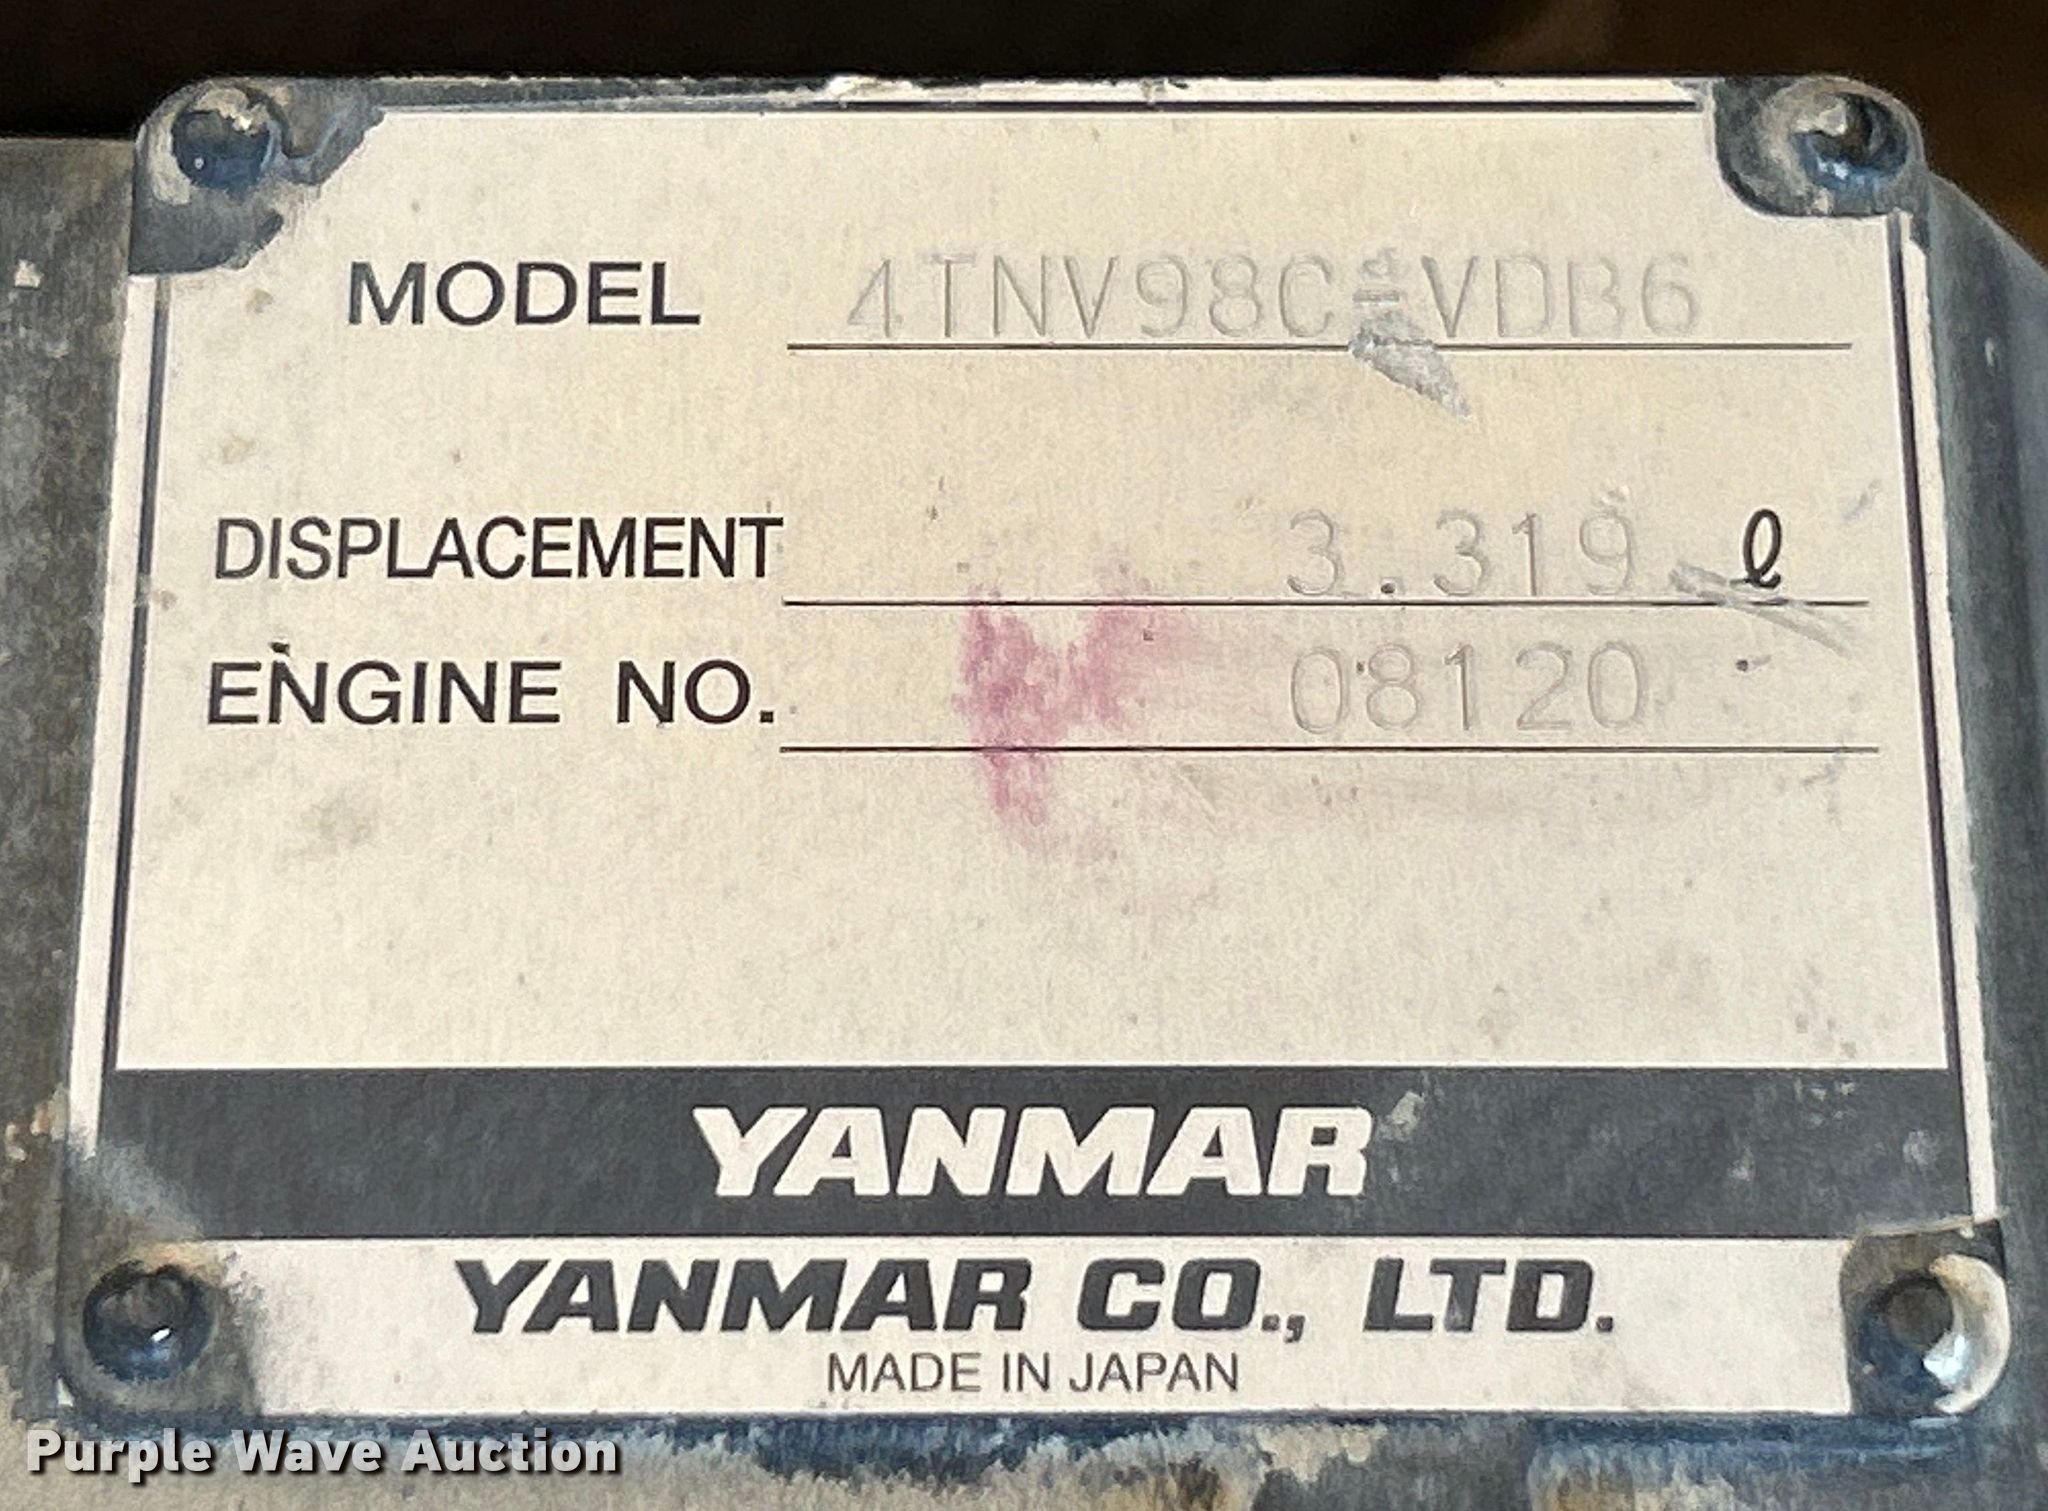 MODEL 4TNV98C-VDB6
DISPLACEMENT 3.319 ℓ
ENGINE NO. 08120
YANMAR
YANMAR CO., LTD.
MADE IN JAPAN
Purple Wave Auction